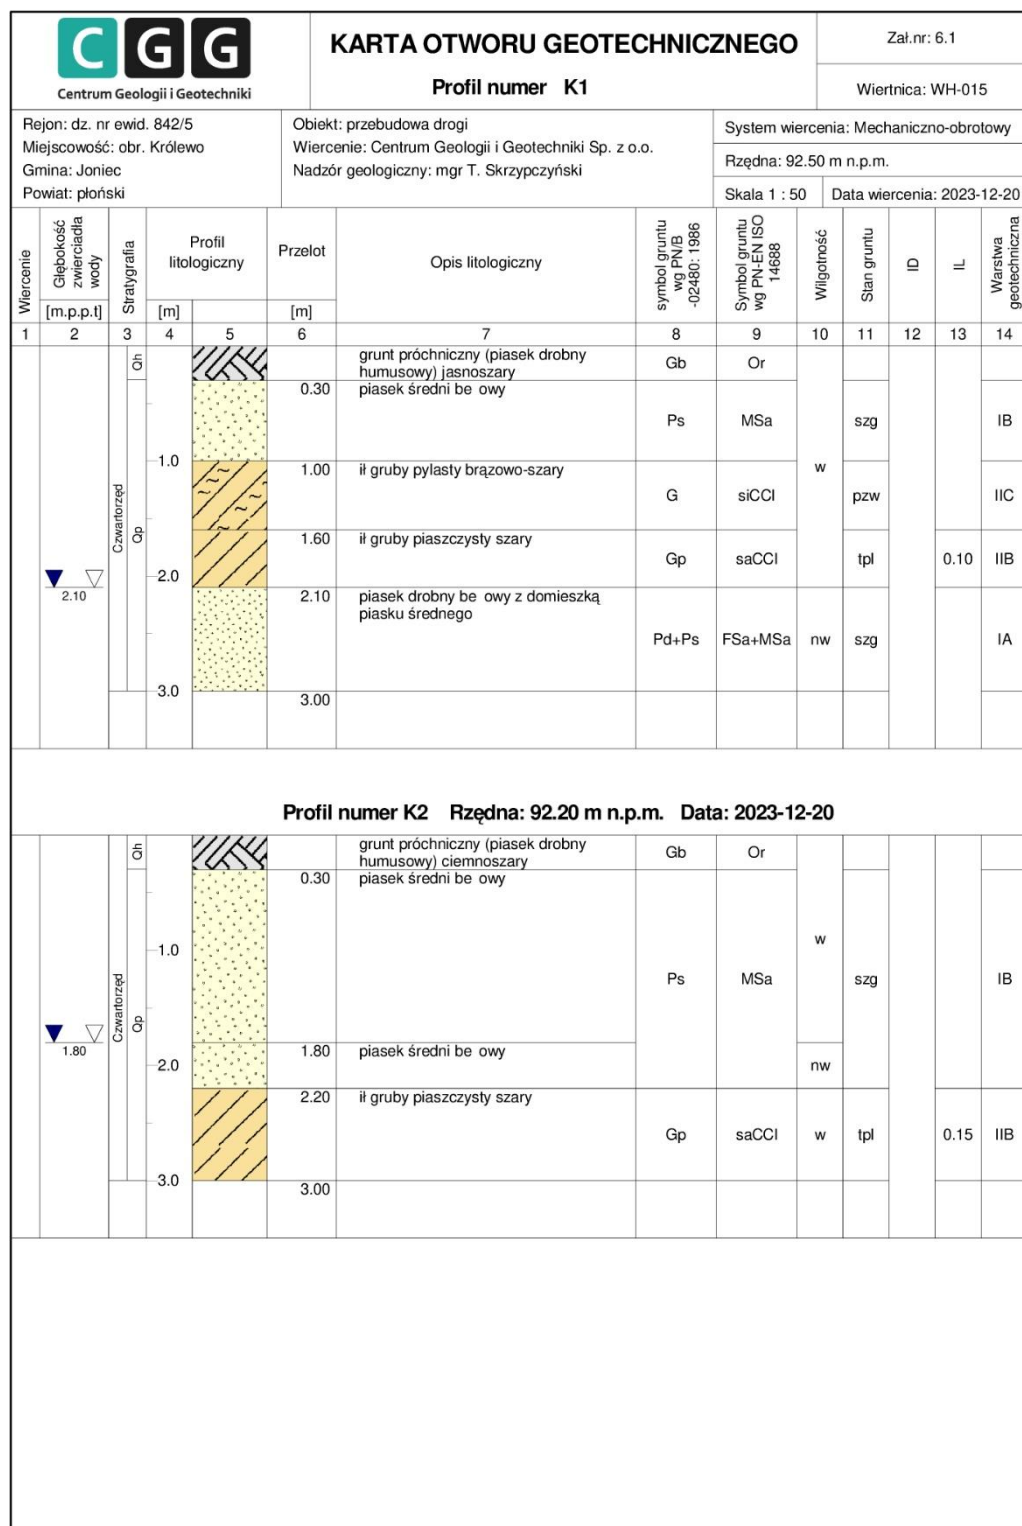 CGG
Centrum Geologii i Geotechniki
KARTA OTWORU GEOTECHNICZNEGO
Profil numer K1
Zał.nr: 6.1
Wiertnica: WH-015
Rejon: dz. nr ewid. 842/5
Miejscowość: obr. Królewo
Gmina: Joniec
Powiat: płoński
Obiekt: przebudowa drogi
Wiercenie: Centrum Geologii i Geotechniki Sp. z o.o.
Nadzór geologiczny: mgr T. Skrzypczyński
System wiercenia: Mechaniczno-obrotowy
Rzędna: 92.50 m n.p.m.
Skala 1 : 50 Data wiercenia: 2023-12-20
Wiercenie
Głębokość
zwierciadła
wody
[m.p.p.t]
Stratygrafia
Profil
litologiczny
[m]
Przelot
[m]
Opis litologiczny
symbol gruntu
wg PN/B
-02480: 1986
Symbol gruntu
wg PN-EN ISO
14688
Wilgotność
Stan gruntu
ID
IL
Warstwa
geotechniczna
1 2 3 4 5 6 7 8 9 10 11 12 13 14
Qh
grunt próchniczny (piasek drobny
humusowy) jasnoszary
Gb Or
0.30 piasek średni be owy
Ps MSa szg IB
1.0
1.00 ił gruby pylasty brązowo-szary
w
G siCCl pzw IIC
Czwartorzęd
Qp
1.60 ił gruby piaszczysty szary
Gp saCCl tpl 0.10 IIB
2.0
2.10
2.10 piasek drobny be owy z domieszką
piasku średnego
Pd+Ps FSa+MSa nw szg IA
3.0
3.00
Profil numer K2 Rzędna: 92.20 m n.p.m. Data: 2023-12-20
Qh
grunt próchniczny (piasek drobny
humusowy) ciemnoszary
Gb Or
0.30 piasek średni be owy
1.0
w
Ps MSa szg IB
Czwartorzęd
Qp
1.80
1.80 piasek średni be owy
2.0
nw
2.20 ił gruby piaszczysty szary
Gp saCCl w tpl 0.15 IIB
3.0
3.00